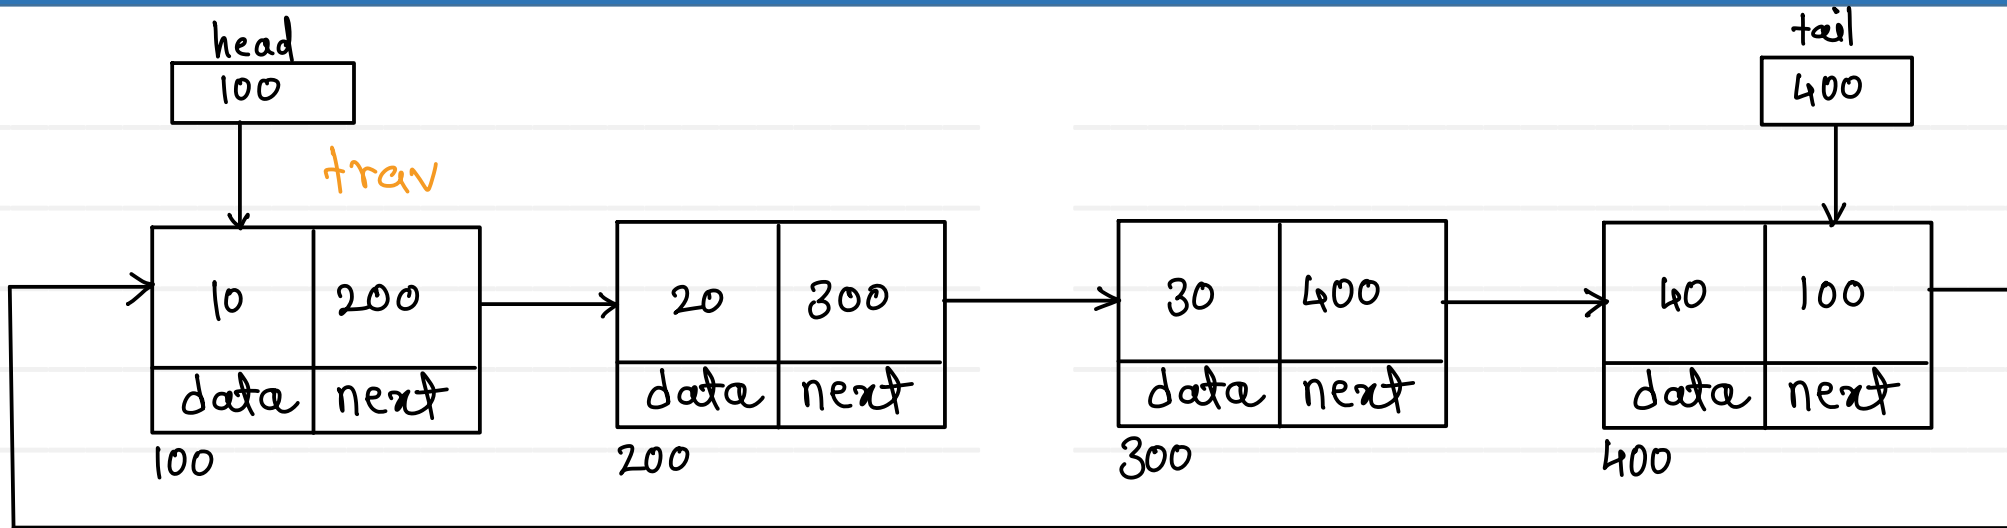 head
tail
100
400
trav
10 200 20 300 30 400 40 100
data next data next data next data next
100 200 300 400